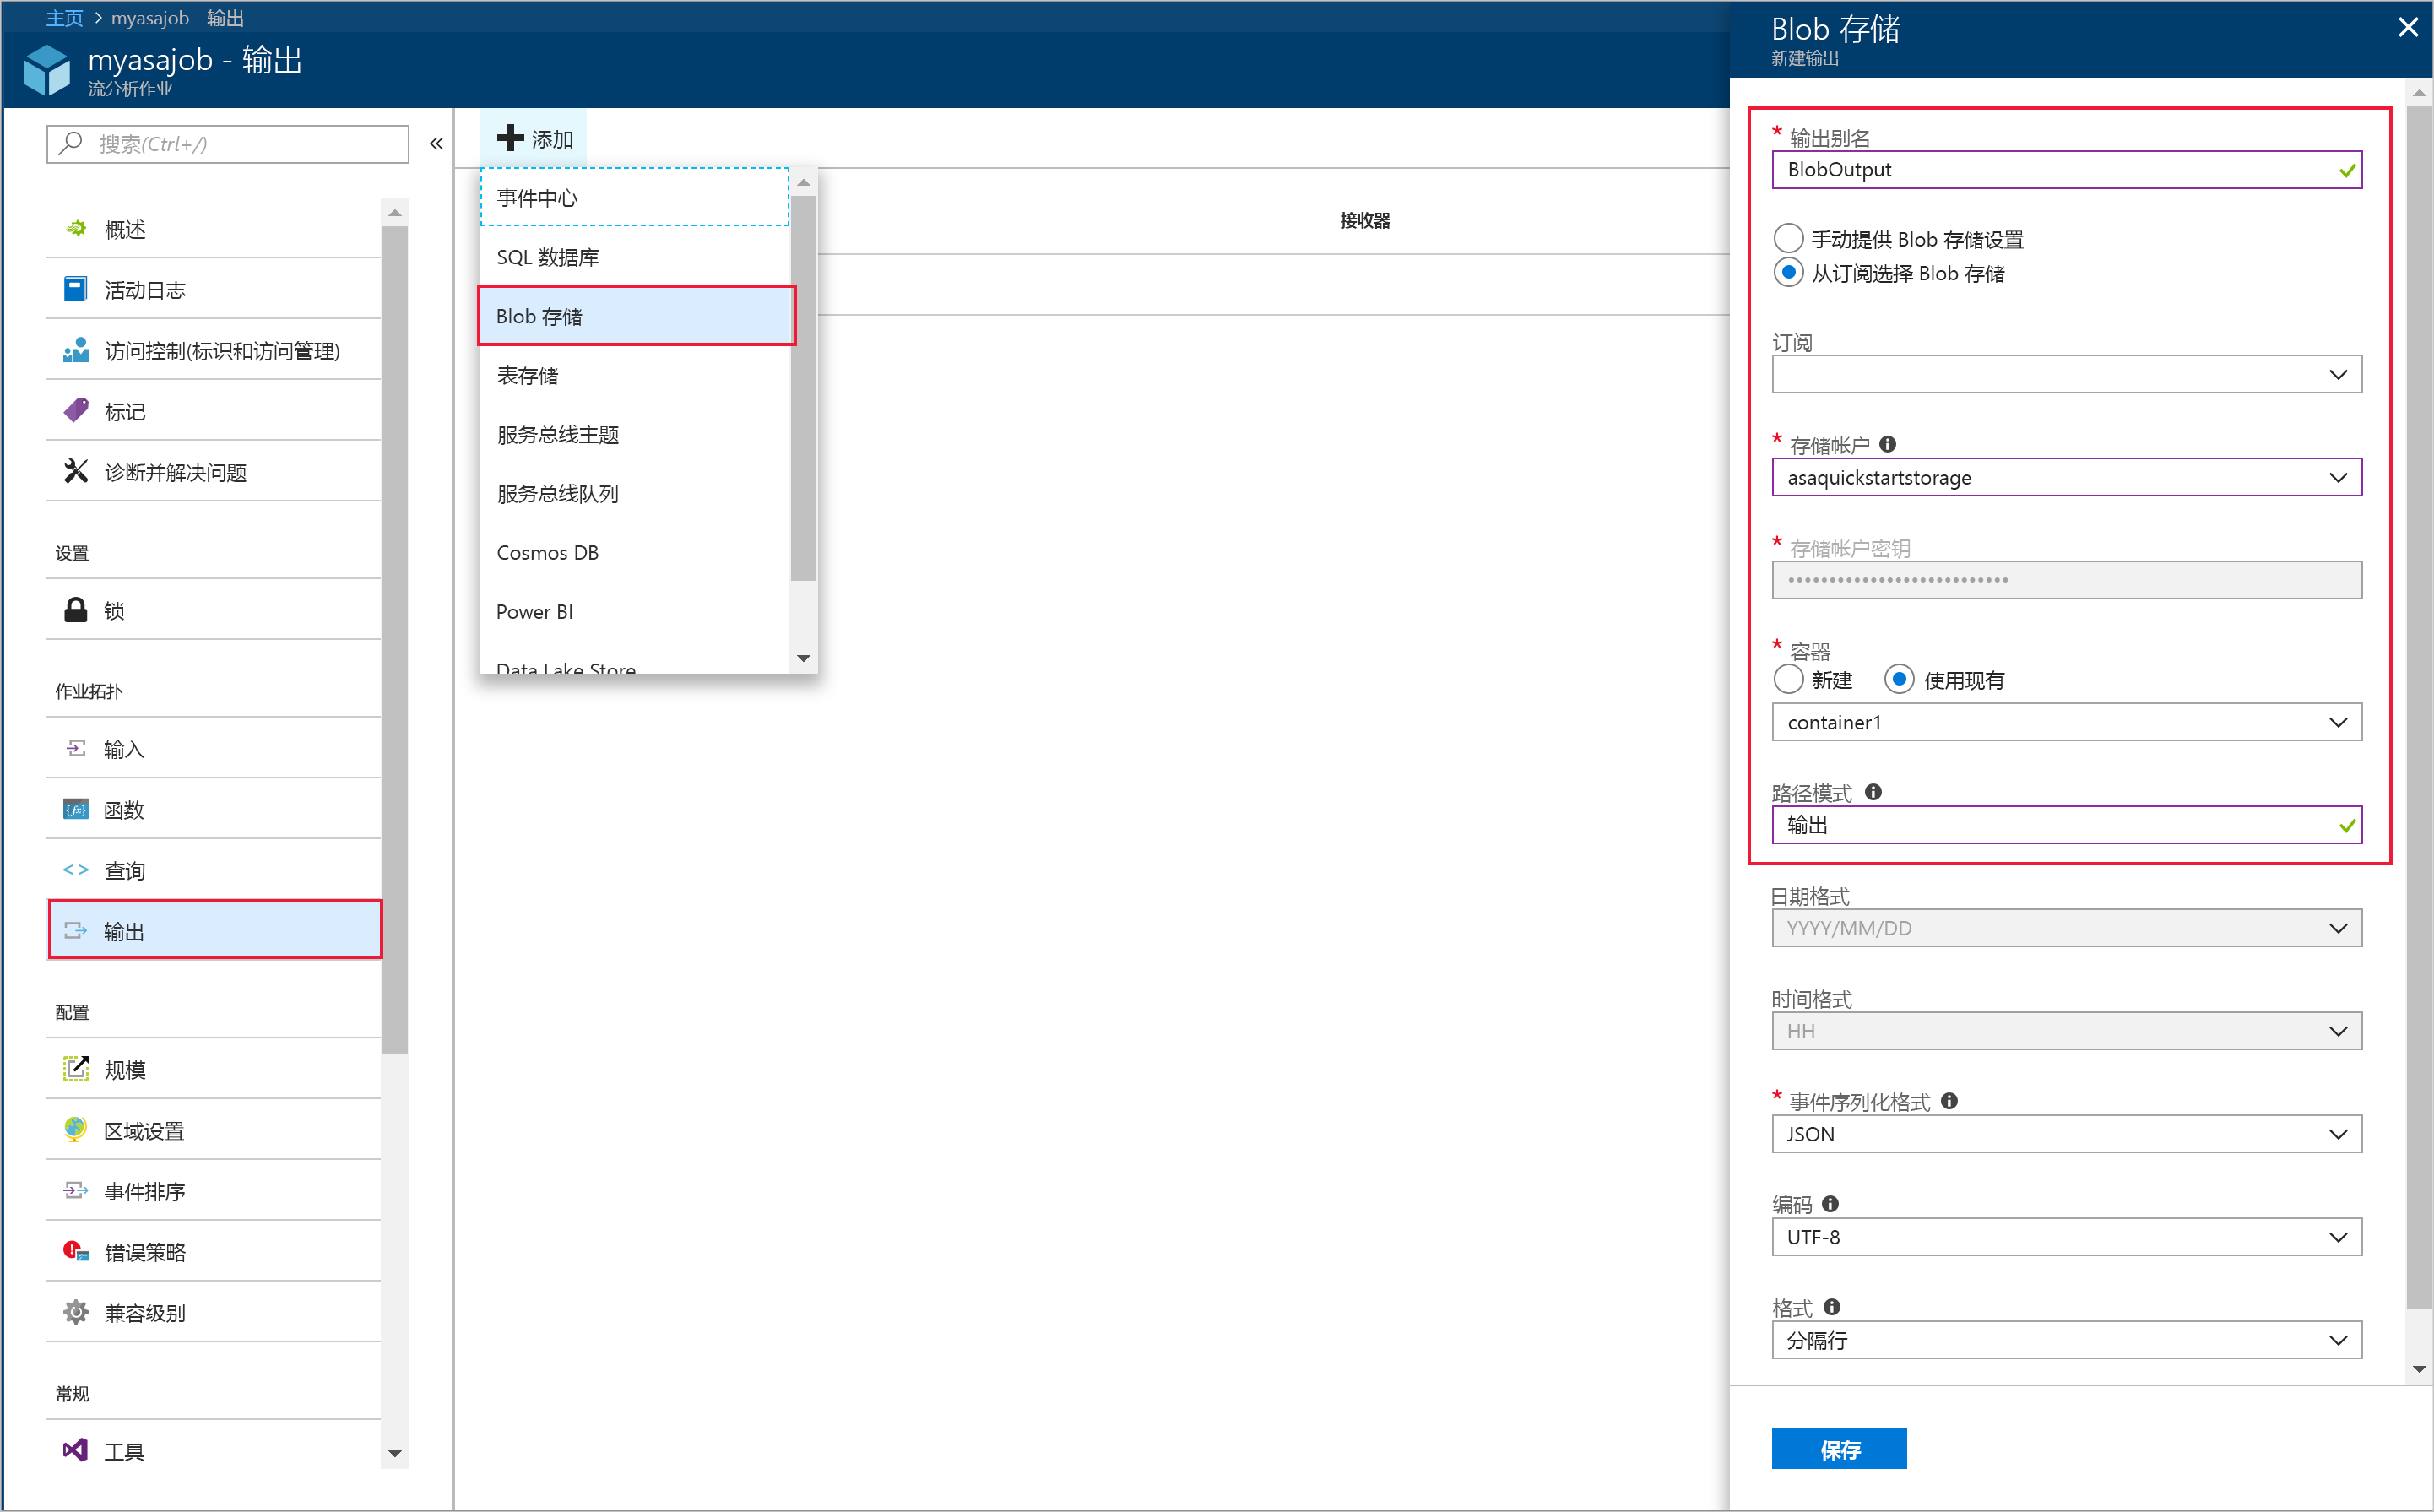 主页 > myasajob - 输出
myasajob - 输出
流分析作业
搜索(Ctrl+/)
«
概述
活动日志
访问控制(标识和访问管理)
标记
诊断并解决问题
设置
锁
作业拓扑
输入
函数
查询
输出
配置
规模
区域设置
事件排序
错误策略
兼容级别
常规
工具
添加
事件中心
SQL 数据库
Blob 存储
表存储
服务总线主题
服务总线队列
Cosmos DB
Power BI
Data Lake Store
接收器
Blob 存储
新建输出
* 输出别名
BlobOutput
手动提供 Blob 存储设置
从订阅选择 Blob 存储
订阅
* 存储帐户
asaquickstartstorage
* 存储帐户密钥
•••••••••••••••••••••••••••
* 容器
新建 使用现有
container1
路径模式
输出
日期格式
YYYY/MM/DD
时间格式
HH
* 事件序列化格式
JSON
编码
UTF-8
格式
分隔行
保存